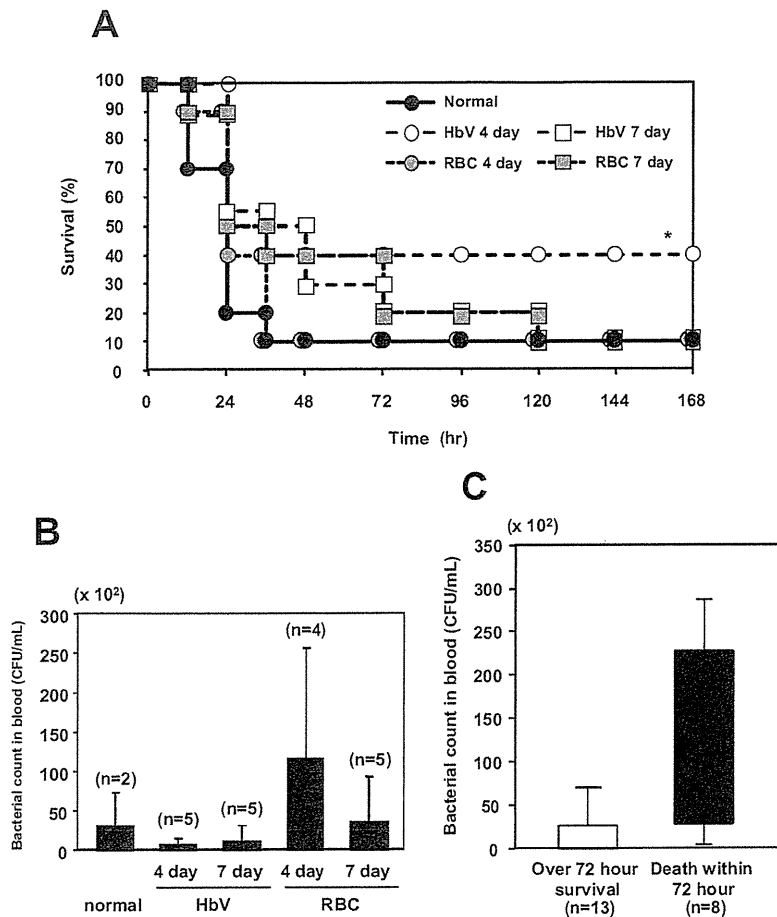 A
100
90
70
60
50
40
30
20
10
0
Survival (%)
Normal
HbV 4 day
HbV 7 day
RBC 4 day
RBC 7 day
*
0 24 48 72 96 120 144 168
Time (hr)
B
(x 10²)
300
250
200
150
100
50
0
Bacterial count in blood (CFU/mL)
(n=2)
(n=5)
(n=5)
(n=4)
(n=5)
4 day 7 day 4 day 7 day
normal HbV RBC
C
(x 10²)
350
300
250
200
150
100
50
0
Bacterial count in blood (CFU/mL)
Over 72 hour
survival
(n=13)
Death within
72 hour
(n=8)